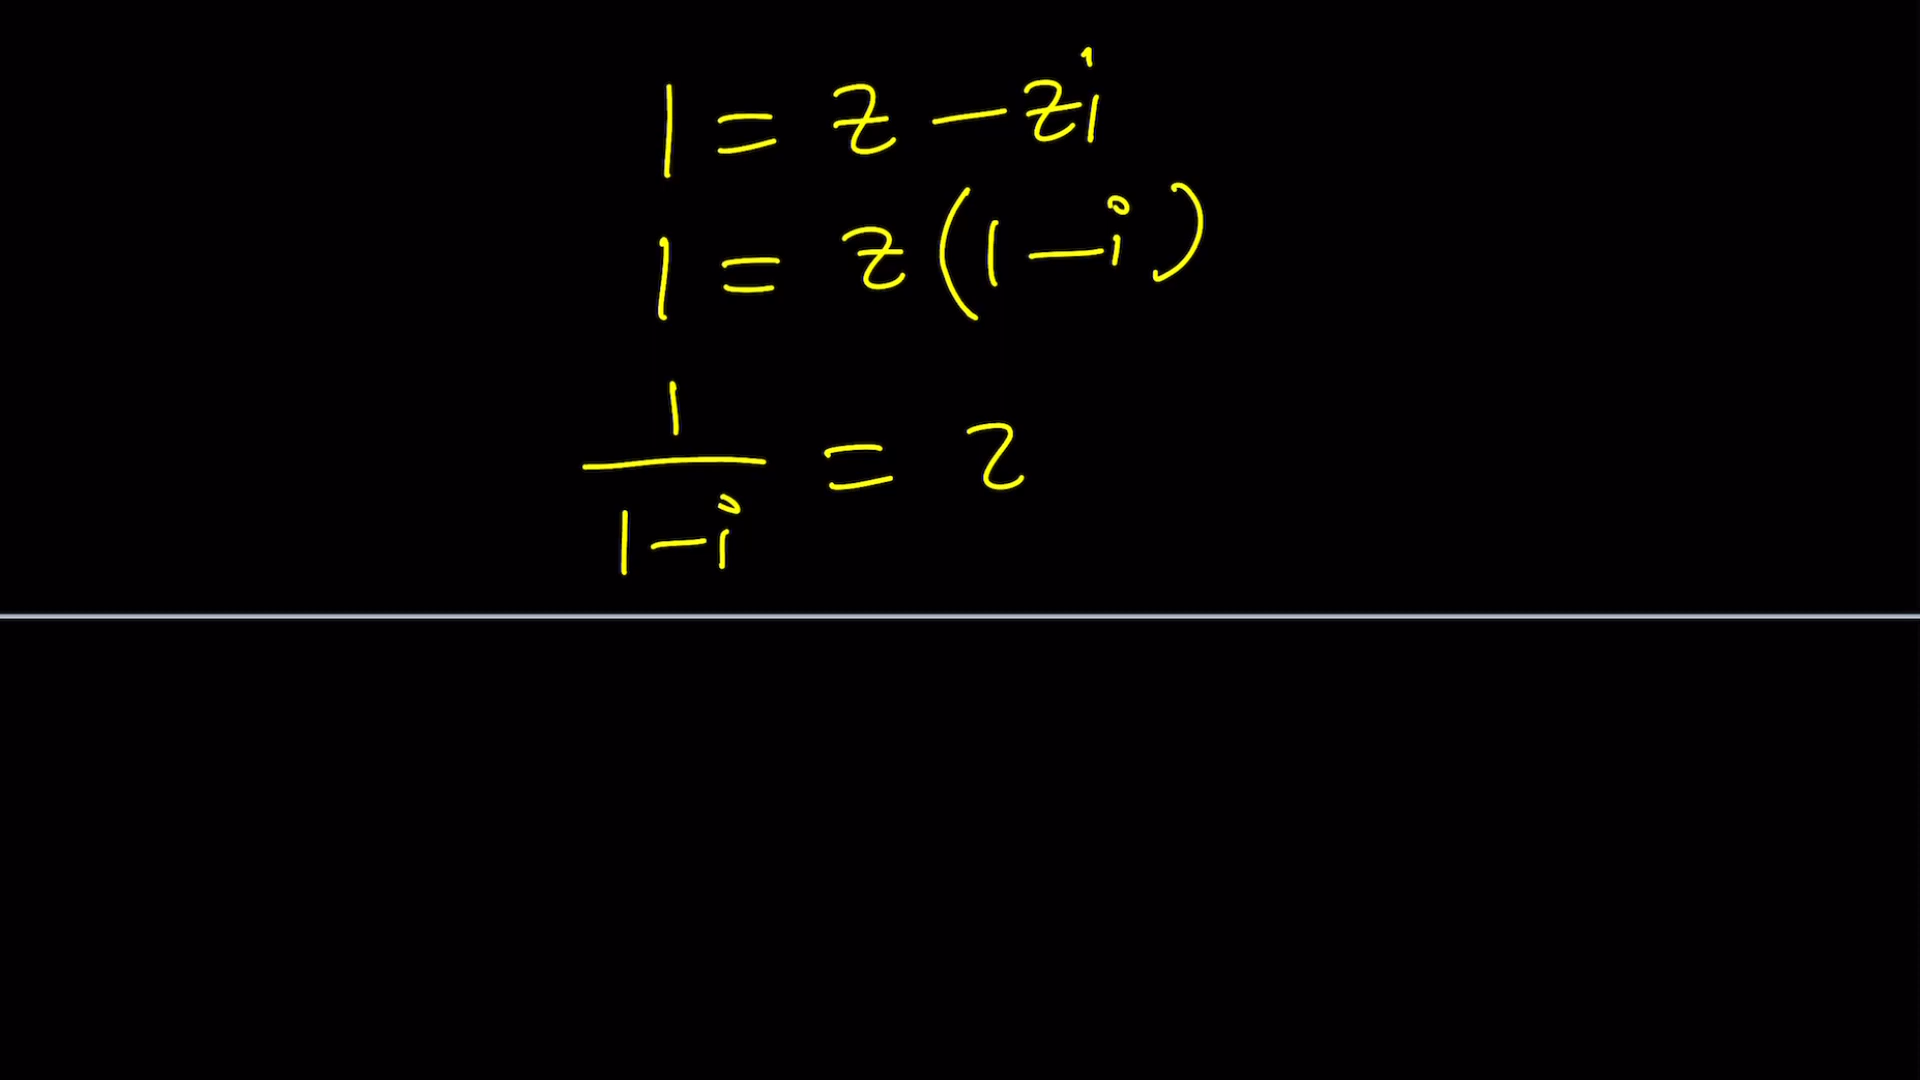 1 = z - zi
1 = z(1-i)
1/(1-i) = z